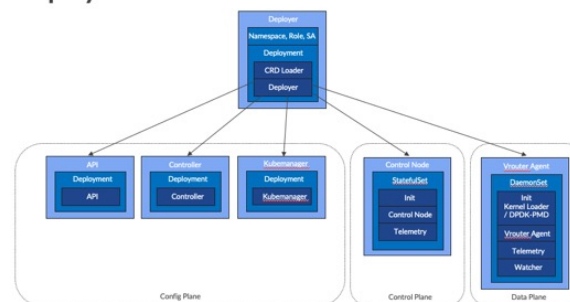 Deployer
Namespace, Role, SA
Deployment
CRD Loader
Deployer
API
Deployment
API
Controller
Deployment
Controller
Kubemanager
Deployment
Kubemanager
Config Plane
Control Node
StatefulSet
Init
Control Node
Telemetry
Control Plane
Vrouter Agent
DaemonSet
Init
Kernel Loader
/ DPDK-PMD
Vrouter Agent
Telemetry
Watcher
Data Plane